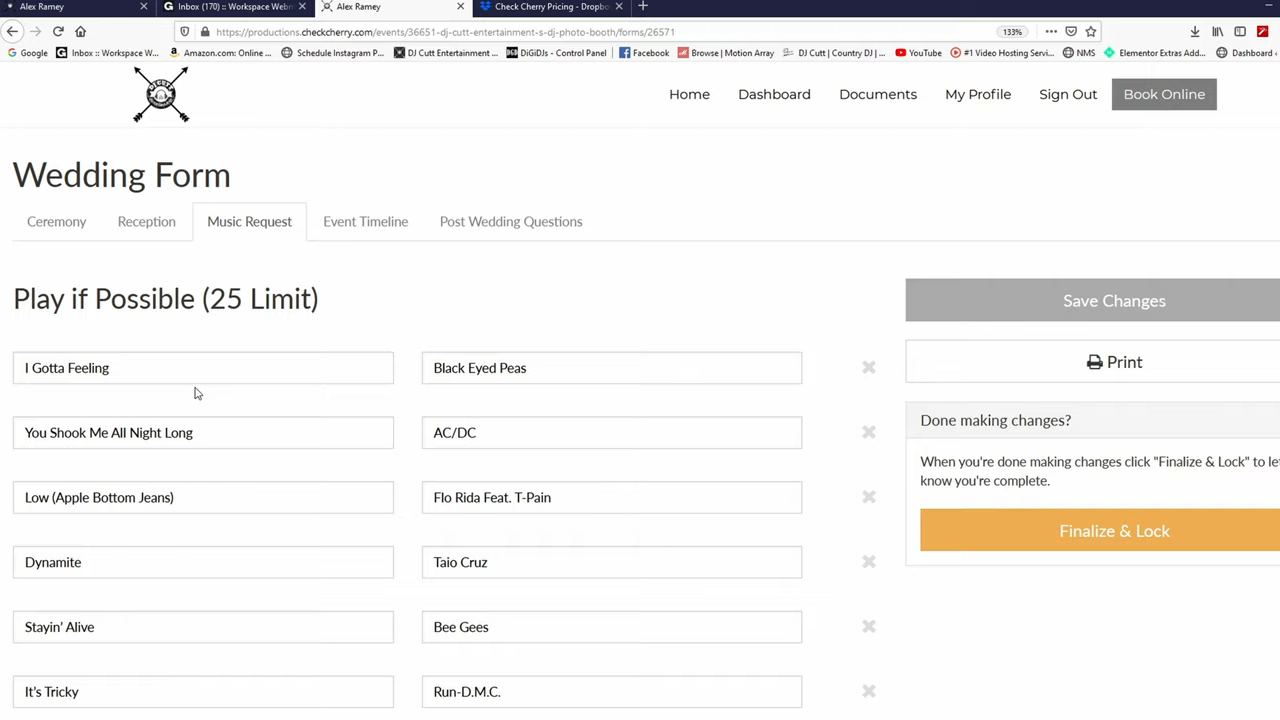 Alex Ramey
Inbox (170) :: Workspace Webm
Alex Ramey
Check Cherry Pricing - Dropbo
https://productions.checkcherry.com/events/36651-dj-cutt-entertainment-s-dj-photo-booth/forms/26571
133%
Google
Inbox :: Workspace W...
Amazon.com: Online ...
Schedule Instagram P...
DJ Cutt Entertainment ...
DiGiDJs - Control Panel
Facebook
Browse | Motion Array
DJ Cutt | Country DJ | ...
YouTube
#1 Video Hosting Servi...
NMS
Elementor Extras Add...
Dashboard
Home
Dashboard
Documents
My Profile
Sign Out
Book Online
Wedding Form
Ceremony
Reception
Music Request
Event Timeline
Post Wedding Questions
Play if Possible (25 Limit)
Save Changes
I Gotta Feeling
Black Eyed Peas
Print
Done making changes?
You Shook Me All Night Long
AC/DC
When you're done making changes click "Finalize & Lock" to le
know you're complete.
Low (Apple Bottom Jeans)
Flo Rida Feat. T-Pain
Finalize & Lock
Dynamite
Taio Cruz
Stayin' Alive
Bee Gees
It's Tricky
Run-D.M.C.